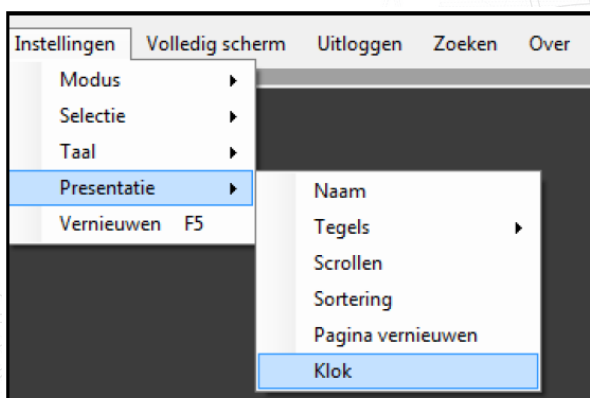 Instellingen Volledig scherm Uitloggen Zoeken Over
Modus
Selectie
Taal
Presentatie
Vernieuwen F5
Naam
Tegels
Scrollen
Sortering
Pagina vernieuwen
Klok